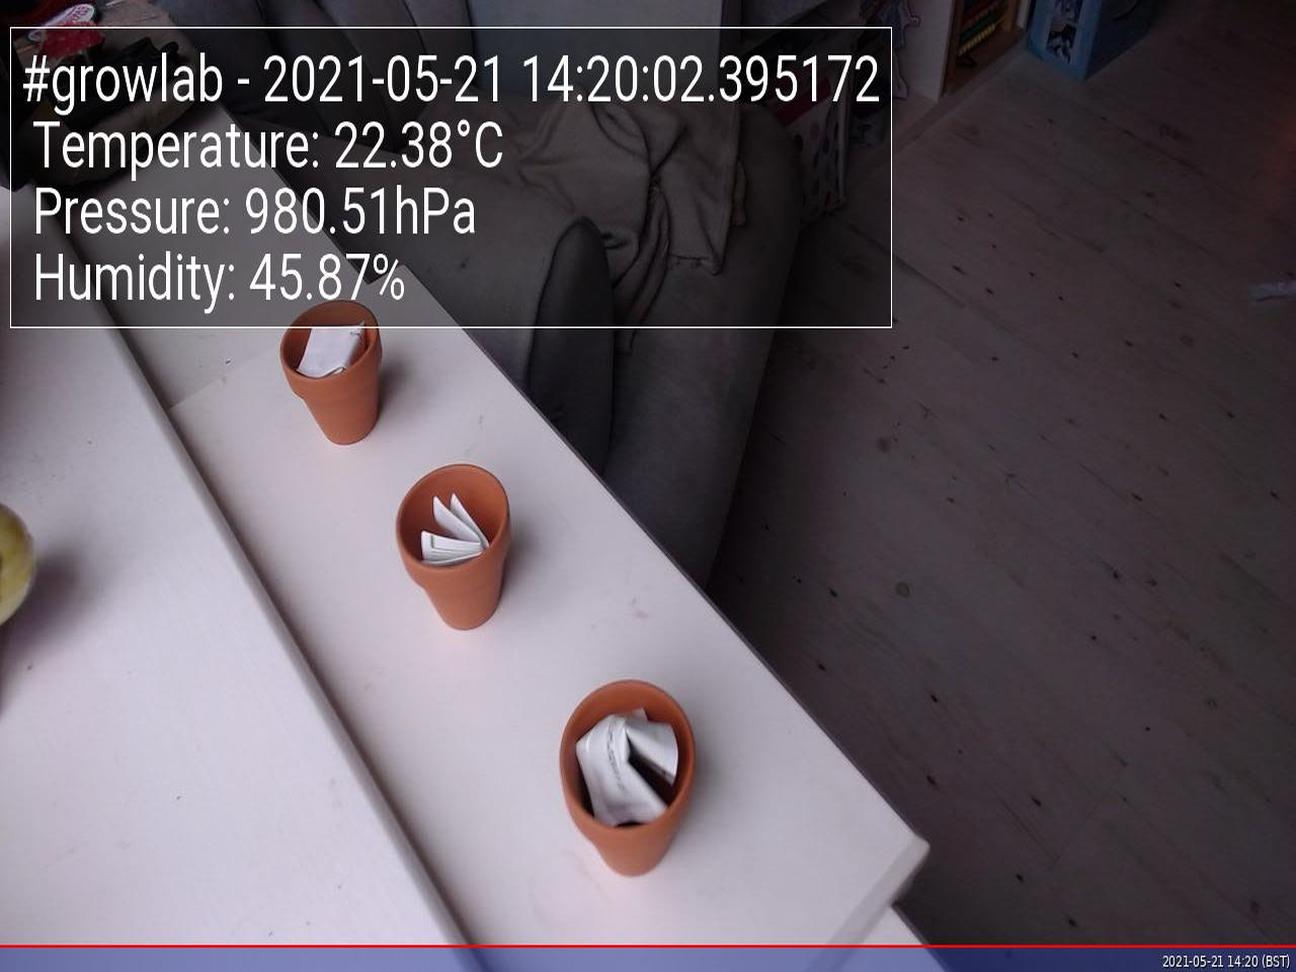 #growlab - 2021-05-21 14:20:02.395172
Temperature: 22.38°C
Pressure: 980.51hPa
Humidity: 45.87%
2021-05-21 14:20 (BST)